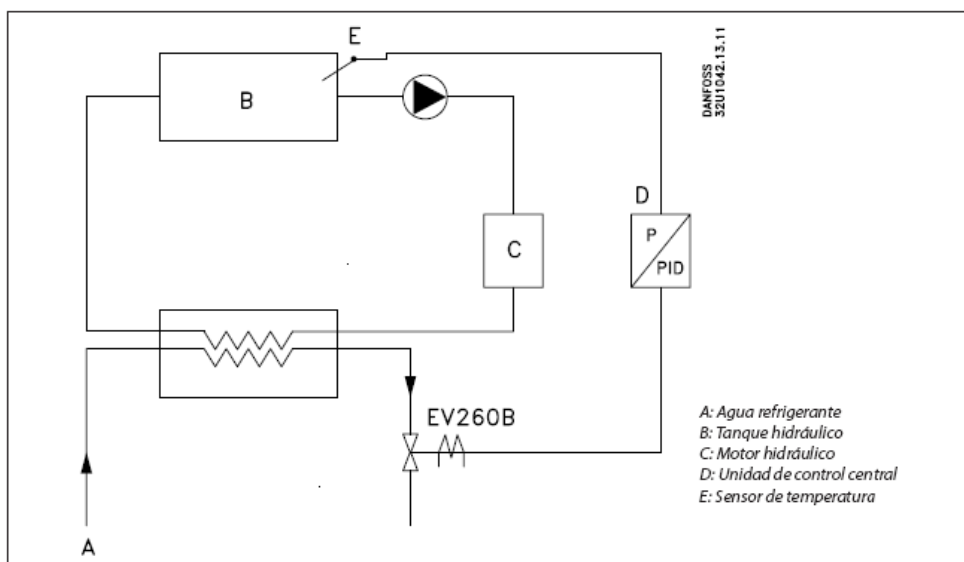 E
B
DANFOSS
32U1042.13.11
D
P
PID
C
EV260B
A: Agua refrigerante
B: Tanque hidráulico
C: Motor hidráulico
D: Unidad de control central
E: Sensor de temperatura
A